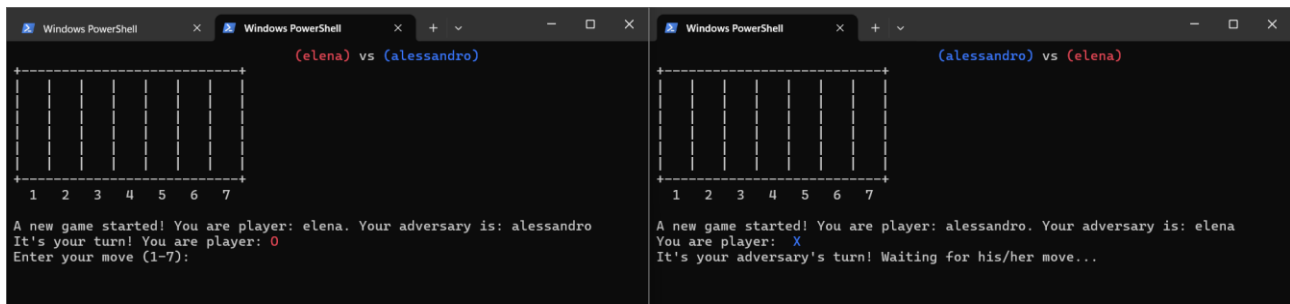 Windows PowerShell
Windows PowerShell
(elena) vs (alessandro)
+---------------------------+
|   |   |   |   |   |   |   |
|   |   |   |   |   |   |   |
|   |   |   |   |   |   |   |
|   |   |   |   |   |   |   |
|   |   |   |   |   |   |   |
|   |   |   |   |   |   |   |
+---------------------------+
1 2 3 4 5 6 7
A new game started! You are player: elena. Your adversary is: alessandro
It's your turn! You are player: O
Enter your move (1-7):
Windows PowerShell
(alessandro) vs (elena)
+---------------------------+
|   |   |   |   |   |   |   |
|   |   |   |   |   |   |   |
|   |   |   |   |   |   |   |
|   |   |   |   |   |   |   |
|   |   |   |   |   |   |   |
|   |   |   |   |   |   |   |
+---------------------------+
1 2 3 4 5 6 7
A new game started! You are player: alessandro. Your adversary is: elena
You are player:  X
It's your adversary's turn! Waiting for his/her move...